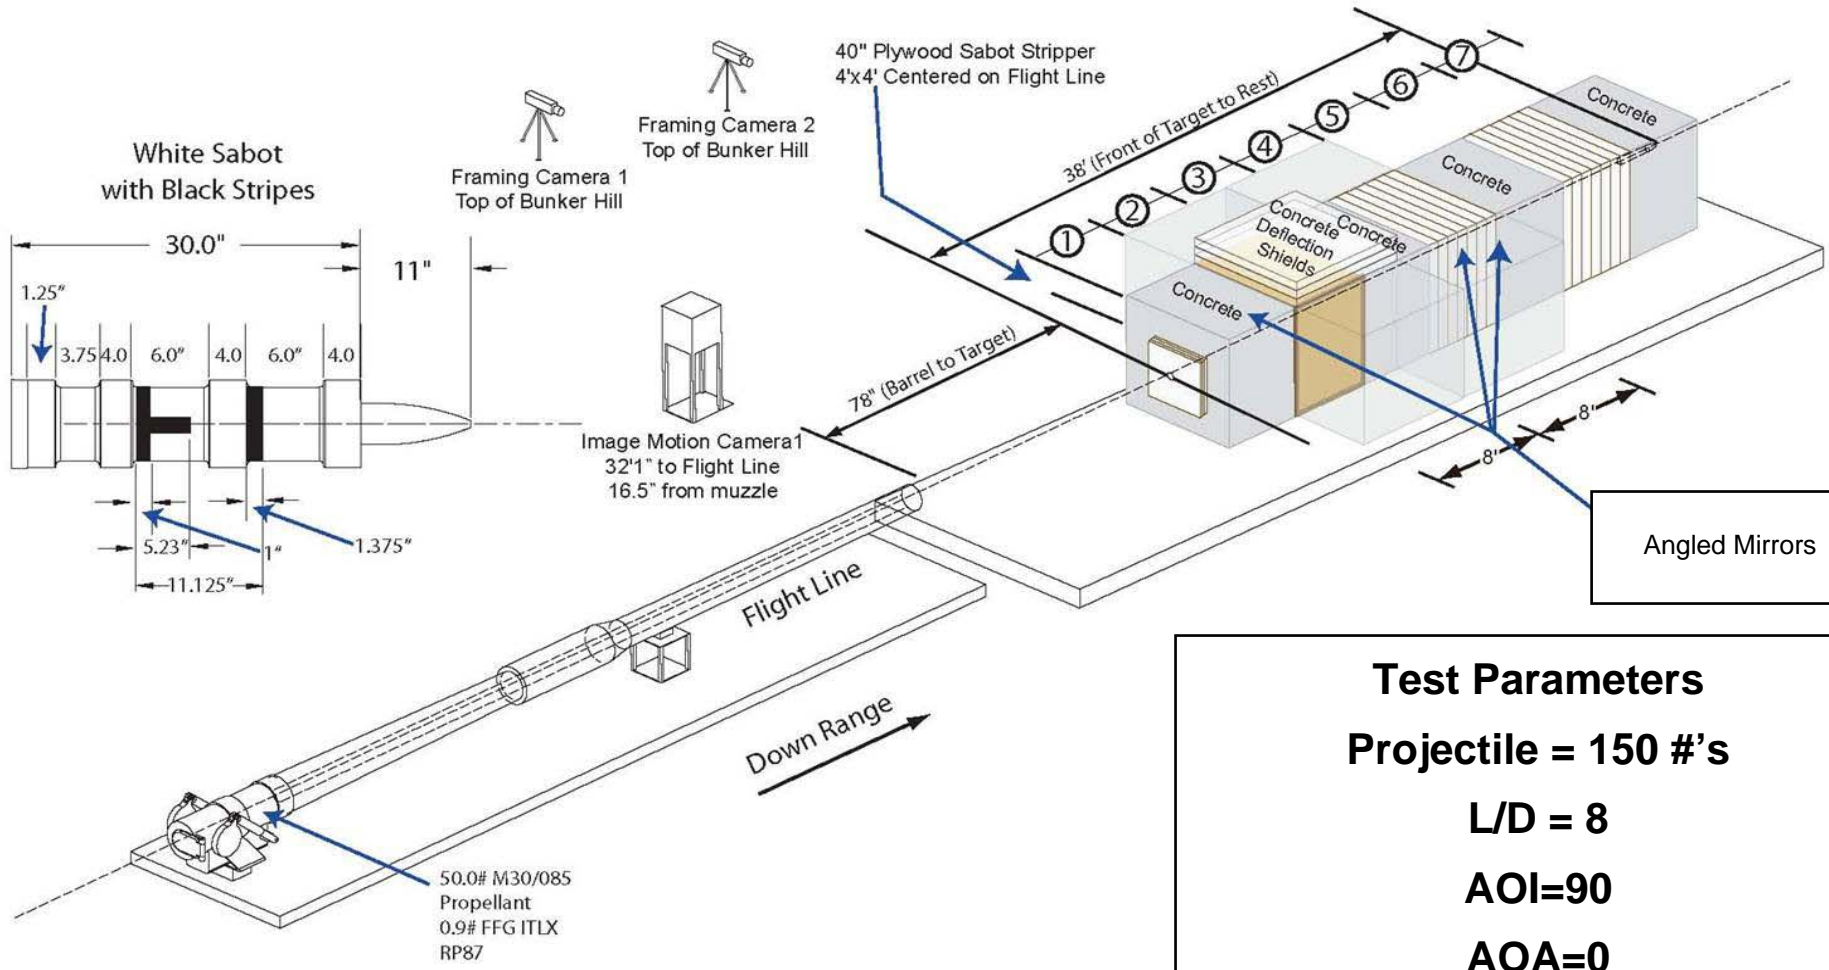 White Sabot
with Black Stripes
30.0"
11"
1.25"
3.75
4.0
6.0"
4.0
6.0"
4.0
5.23"
1"
1.375"
11.125"
Framing Camera 1
Top of Bunker Hill
Framing Camera 2
Top of Bunker Hill
40" Plywood Sabot Stripper
4'x4' Centered on Flight Line
Image Motion Camera1
32'1" to Flight Line
16.5" from muzzle
78" (Barrel to Target)
38' (Front of Target to Rest)
1
2
3
4
5
6
7
Concrete
Concrete
Deflection
Shields
Concrete
Concrete
Concrete
8'
8'
Angled Mirrors
Flight Line
Down Range
50.0# M30/085
Propellant
0.9# FFG ITLX
RP87
Test Parameters
Projectile = 150 #’s
L/D = 8
AOI=90
AOA=0